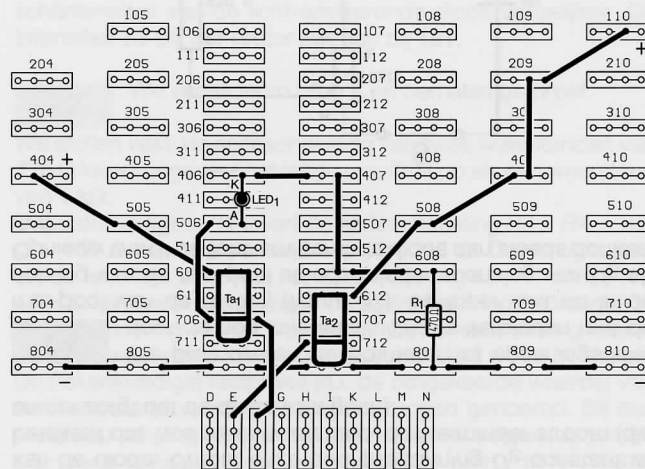 105 106 107 108 109 110
+
111 112
204 205 206 207 208 209 210
211 212
304 305 306 307 308 310
311 312
404 + 405 406 407 408 410
K
411 LED1 412
A
504 505 506 507 508 509 510
604 605 608 609 610
Ta1 Ta2
704 705 706 707 R1 709 710
470Ω
711 712
804 805 809 810
E G H I K L M N